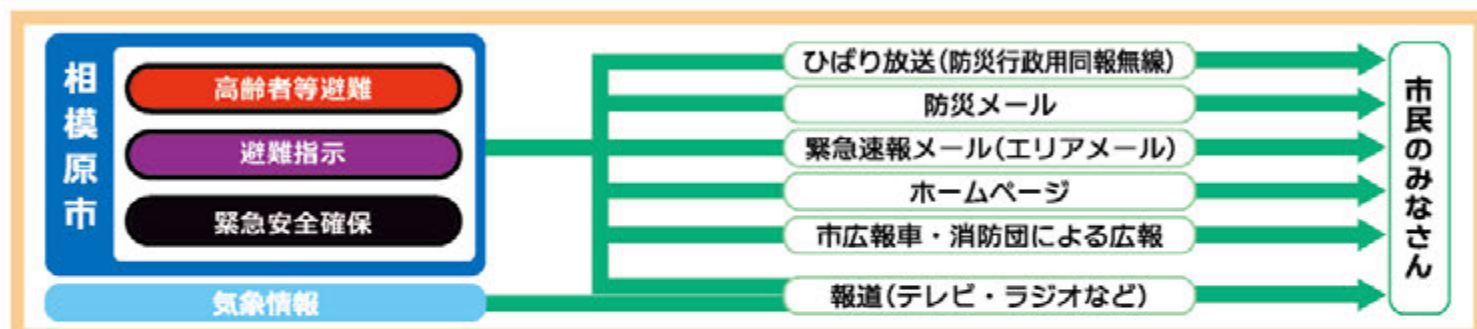 相模原市
高齢者等避難
避難指示
緊急安全確保
気象情報
ひばり放送(防災行政用同報無線)
防災メール
緊急速報メール(エリアメール)
ホームページ
市広報車・消防団による広報
報道(テレビ・ラジオなど)
市民のみなさん